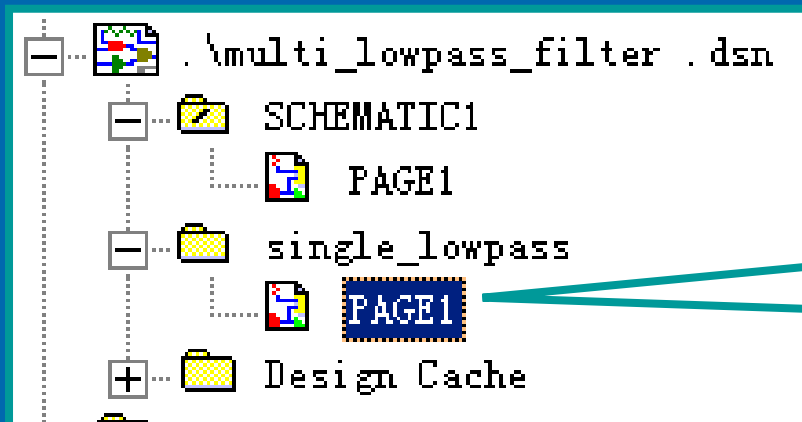 .\multi_lowpass_filter .dsn
SCHEMATIC1
PAGE1
single_lowpass
PAGE1
Design Cache